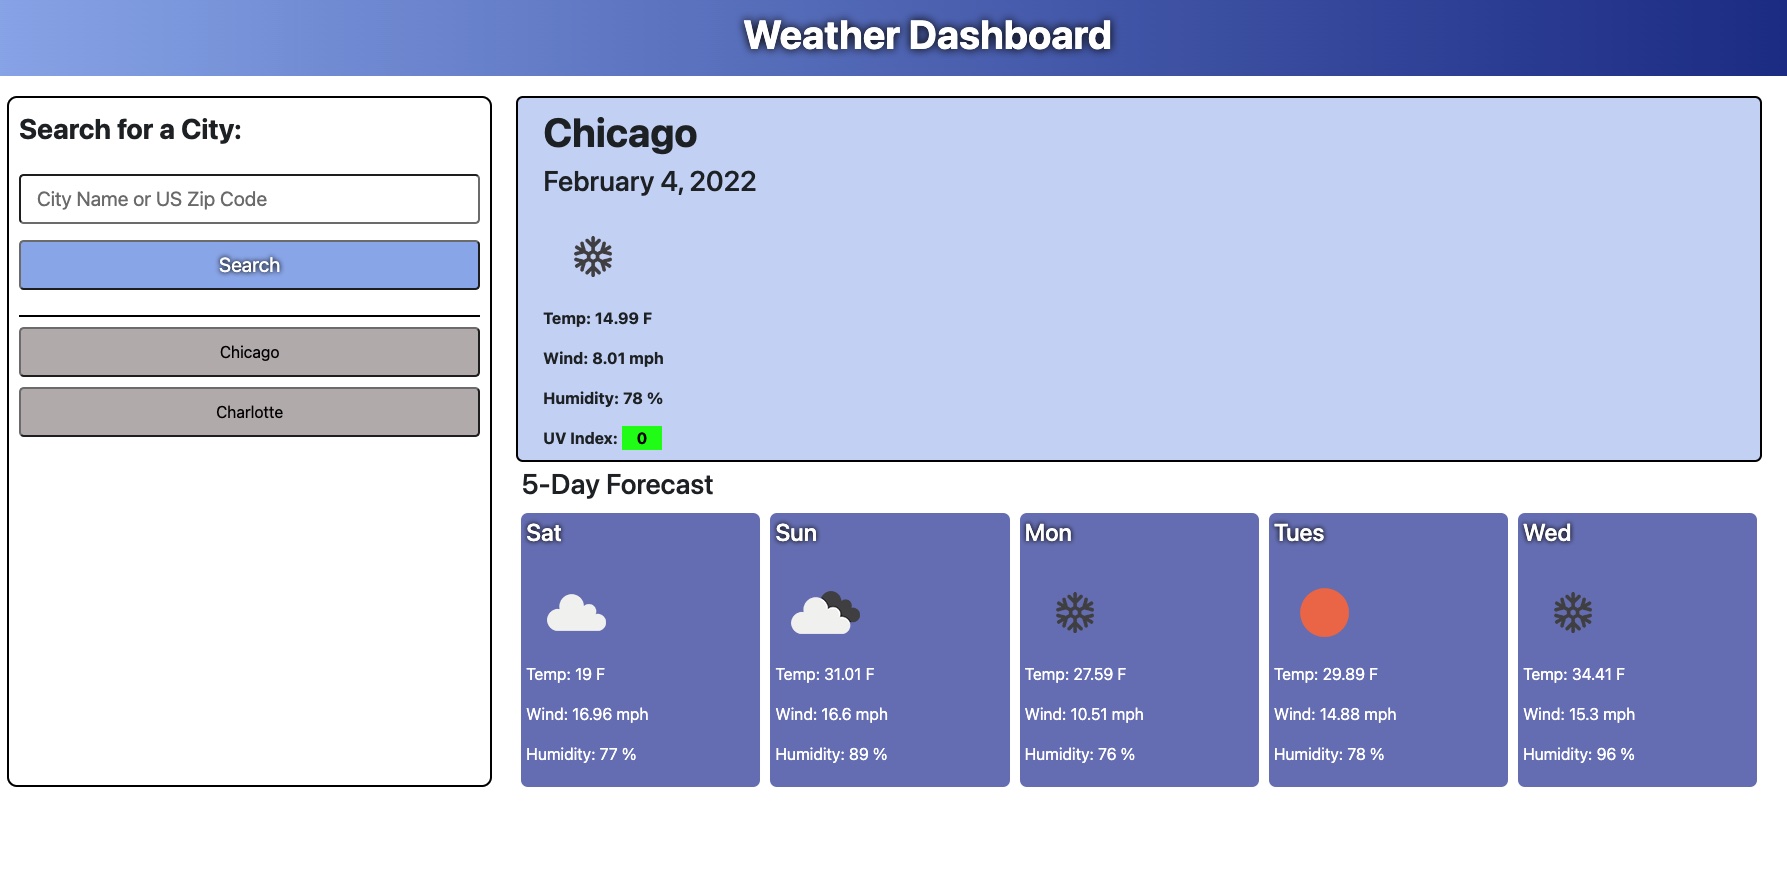 Weather Dashboard
Search for a City:
City Name or US Zip Code
Search
Chicago
Charlotte
Chicago
February 4, 2022
Temp: 14.99 F
Wind: 8.01 mph
Humidity: 78 %
UV Index: 0
5-Day Forecast
Sat
Temp: 19 F
Wind: 16.96 mph
Humidity: 77 %
Sun
Temp: 31.01 F
Wind: 16.6 mph
Humidity: 89 %
Mon
Temp: 27.59 F
Wind: 10.51 mph
Humidity: 76 %
Tues
Temp: 29.89 F
Wind: 14.88 mph
Humidity: 78 %
Wed
Temp: 34.41 F
Wind: 15.3 mph
Humidity: 96 %